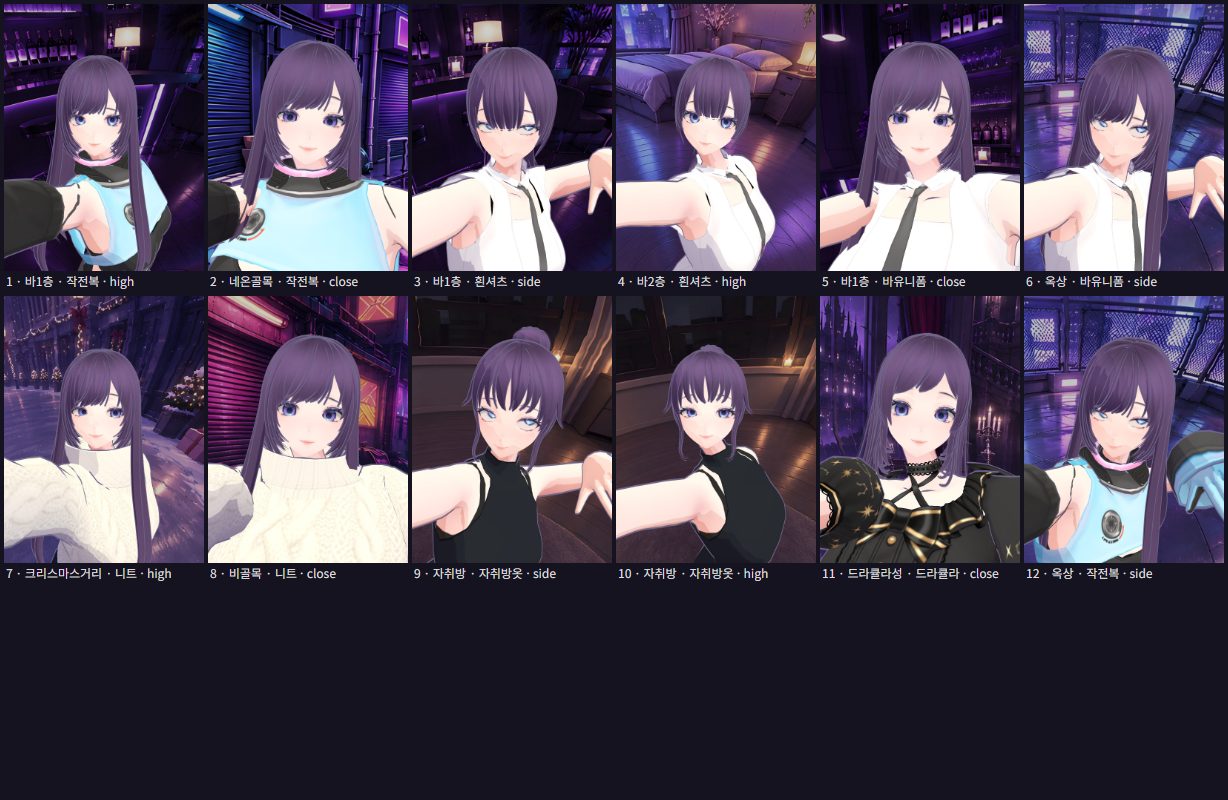 1 · 바1층 · 작전복 · high
2 · 네온골목 · 작전복 · close
3 · 바1층 · 흰셔츠 · side
4 · 바2층 · 흰셔츠 · high
5 · 바1층 · 바유니폼 · close
6 · 옥상 · 바유니폼 · side
7 · 크리스마스거리 · 니트 · high
8 · 비골목 · 니트 · close
9 · 자취방 · 자취방옷 · side
10 · 자취방 · 자취방옷 · high
11 · 드라큘라성 · 드라큘라 · close
12 · 옥상 · 작전복 · side